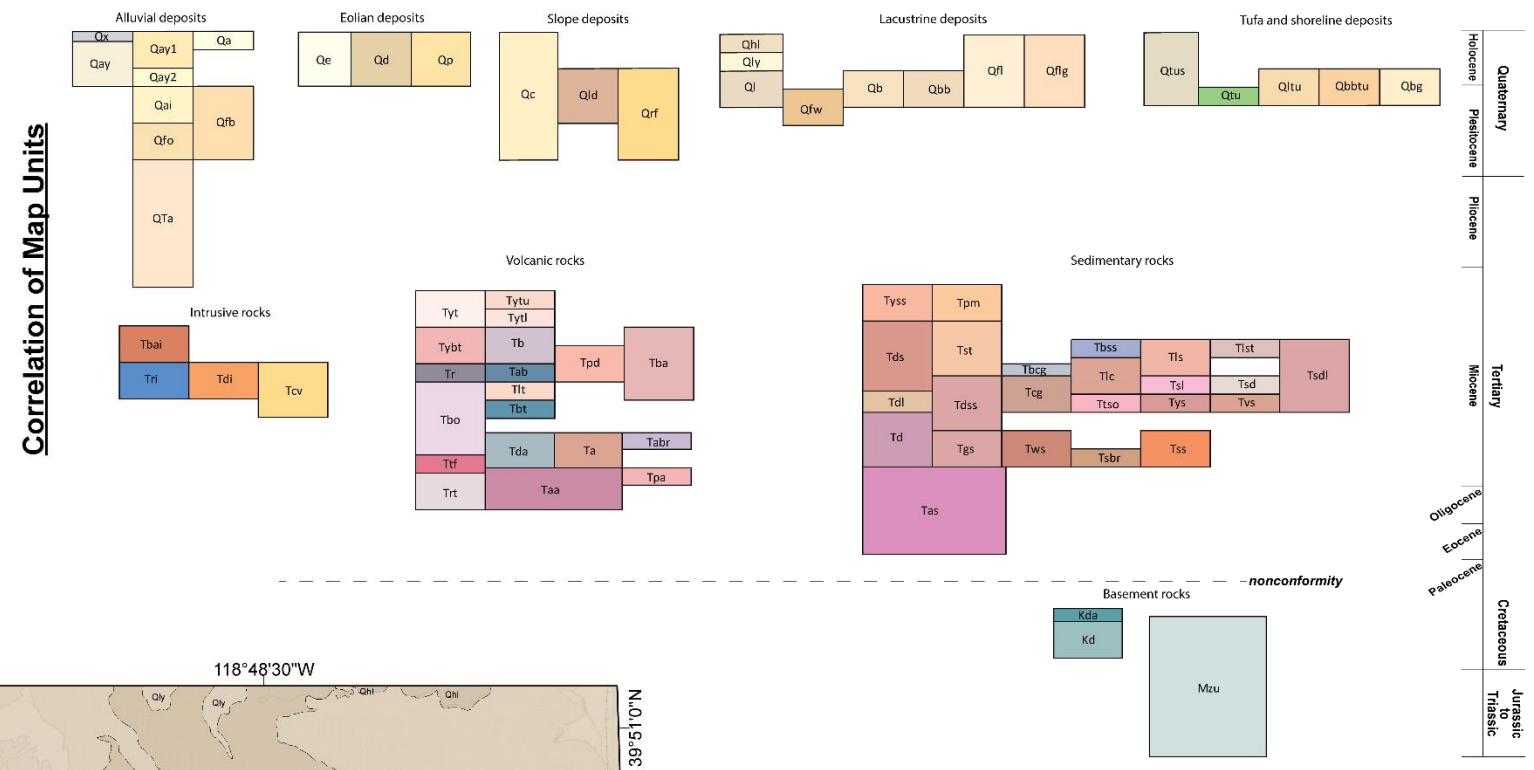 Correlation of Map Units
Alluvial deposits
Qx
Qay
Qay1
Qa
Qay2
Qai
Qfb
Qfo
QTa
Eolian deposits
Qe
Qd
Qp
Slope deposits
Qc
Qld
Qrf
Lacustrine deposits
Qhl
Qly
Ql
Qfw
Qb
Qbb
Qfl
Qflg
Tufa and shoreline deposits
Qtus
Qtu
Qltu
Qbbtu
Qbg
Intrusive rocks
Tbai
Tri
Tdi
Tcv
Volcanic rocks
Tyt
Tytu
Tytl
Tybt
Tb
Tpd
Tba
Tr
Tab
Tlt
Tbo
Tbt
Tda
Ta
Tabr
Ttf
Tpa
Trt
Taa
Sedimentary rocks
Tyss
Tpm
Tds
Tst
Tbss
Tls
Tlst
Tsdl
Tbcg
Tlc
Tcg
Tsl
Tsd
Tdl
Tdss
Ttso
Tys
Tvs
Td
Tgs
Tws
Tsbr
Tss
Tas
nonconformity
Basement rocks
Kda
Kd
Mzu
Holocene
Plesitocene
Quaternary
Pliocene
Miocene
Tertiary
Oligocene
Eocene
Paleocene
Cretaceous
Jurassic
to
Triassic
118°48'30"W
Qly
Qly
Qhl
Qhl
39°51'0"N